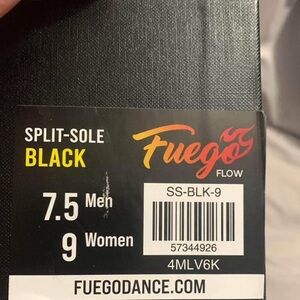 SPLIT-SOLE
BLACK
Fuego
FLOW
7.5 Men
9 Women
SS-BLK-9
57344926
4MLV6K
FUEGODANCE.COM